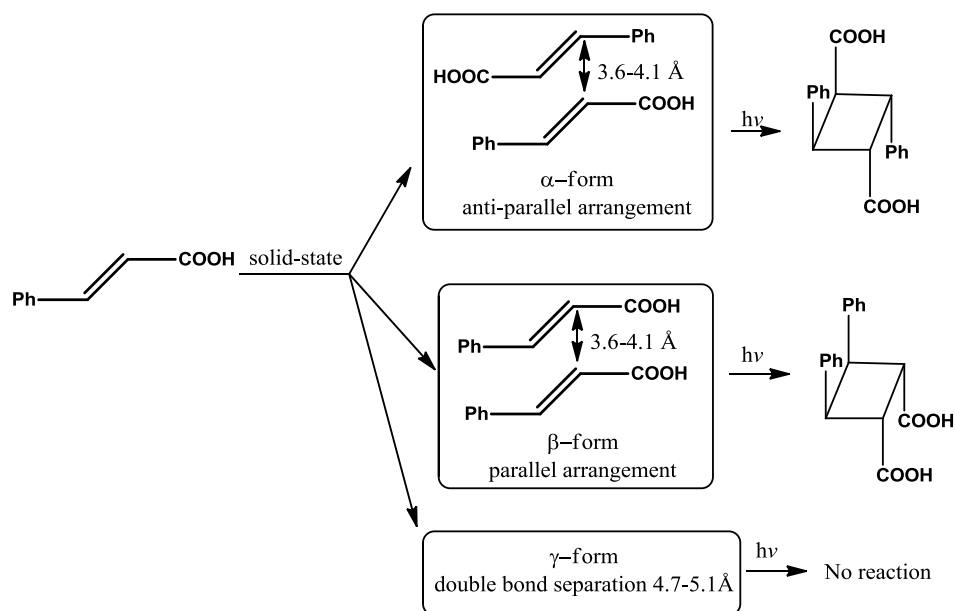 Ph
HOOC
3.6-4.1 Å
COOH
Ph
α–form
anti-parallel arrangement
hν
COOH
Ph
Ph
COOH
COOH
Ph
solid-state
COOH
Ph
3.6-4.1 Å
COOH
Ph
β–form
parallel arrangement
hν
Ph
Ph
COOH
COOH
γ–form
double bond separation 4.7-5.1Å
hν
No reaction